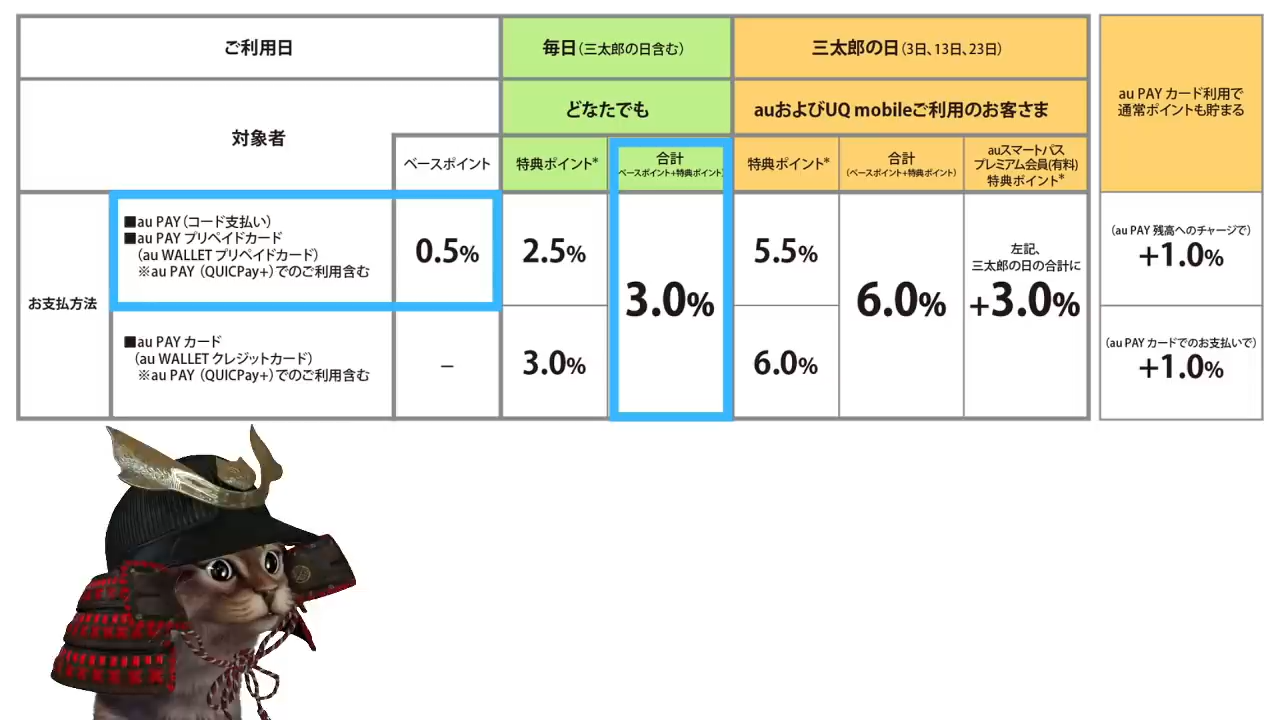 ご利用日
毎日(三太郎の日含む)
三太郎の日(3日、13日、23日)
au PAY カード利用で
通常ポイントも貯まる
対象者
どなたでも
auおよびUQ mobileご利用のお客さま
ベースポイント
特典ポイント*
合計
(ベースポイント+特典ポイント)
特典ポイント*
合計
(ベースポイント+特典ポイント)
auスマートパス
プレミアム会員(有料)
特典ポイント*
お支払方法
■au PAY(コード支払い)
■au PAY プリペイドカード
(au WALLET プリペイドカード)
※au PAY (QUICPay+)でのご利用含む
0.5%
2.5%
3.0%
5.5%
6.0%
左記、
三太郎の日の合計に
+3.0%
(au PAY 残高へのチャージで)
+1.0%
■au PAY カード
(au WALLET クレジットカード)
※au PAY (QUICPay+)でのご利用含む
–
3.0%
6.0%
(au PAY カードでのお支払いで)
+1.0%